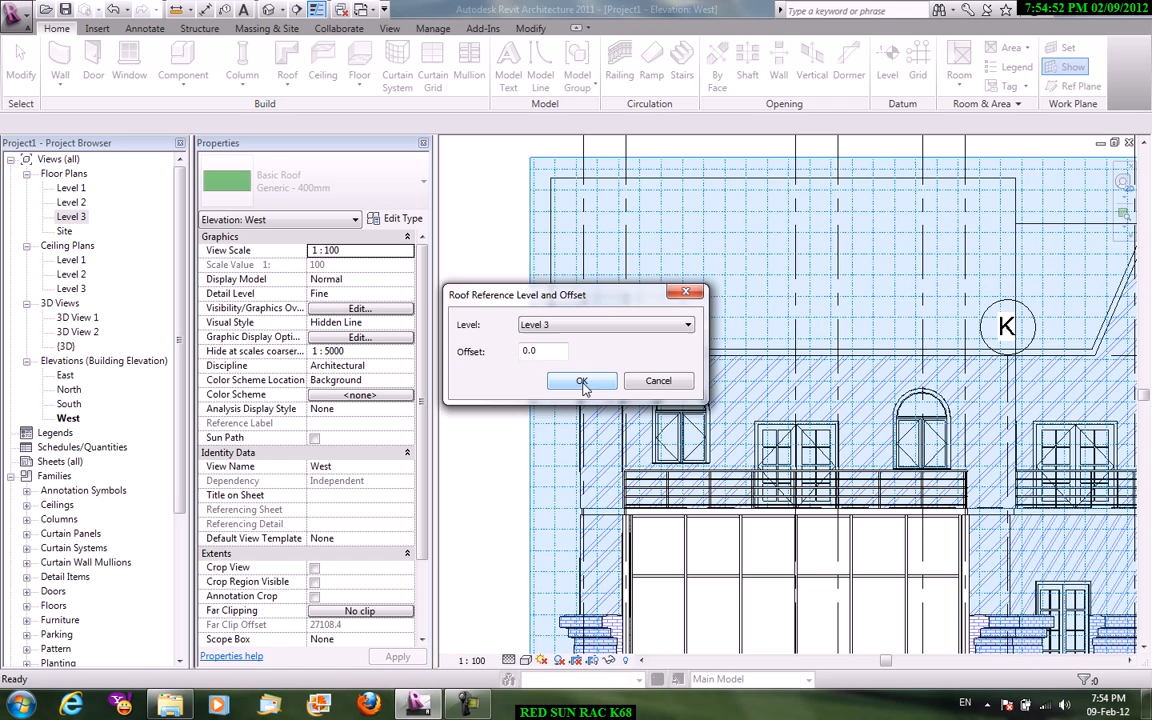 Autodesk Revit Architecture 2011 - [Project1 - Elevation: West]
Type a keyword or phrase
7:54:52 PM 02/09/2012
Home Insert Annotate Structure Massing & Site Collaborate View Manage Add-Ins Modify
Modify Wall Door Window Component Column Roof Ceiling Floor Curtain System Curtain Grid Mullion Model Text Model Line Model Group Railing Ramp Stairs By Face Shaft Wall Vertical Dormer Level Grid Room Area Legend Tag Set Show Ref Plane
Select Build Model Circulation Opening Datum Room & Area Work Plane
Project1 - Project Browser
Views (all)
Floor Plans
Level 1
Level 2
Level 3
Site
Ceiling Plans
Level 1
Level 2
Level 3
3D Views
3D View 1
3D View 2
{3D}
Elevations (Building Elevation)
East
North
South
West
Legends
Schedules/Quantities
Sheets (all)
Families
Annotation Symbols
Ceilings
Columns
Curtain Panels
Curtain Systems
Curtain Wall Mullions
Detail Items
Doors
Floors
Furniture
Parking
Pattern
Planting
Properties
Basic Roof
Generic - 400mm
Elevation: West Edit Type
Graphics
View Scale 1 : 100
Scale Value 1: 100
Display Model Normal
Detail Level Fine
Visibility/Graphics Ov... Edit...
Visual Style Hidden Line
Graphic Display Opti... Edit...
Hide at scales coarser... 1 : 5000
Discipline Architectural
Color Scheme Location Background
Color Scheme <none>
Analysis Display Style None
Reference Label
Sun Path
Identity Data
View Name West
Dependency Independent
Title on Sheet
Referencing Sheet
Referencing Detail
Default View Template None
Extents
Crop View
Crop Region Visible
Annotation Crop
Far Clipping No clip
Far Clip Offset 27108.4
Scope Box None
Properties help Apply
Roof Reference Level and Offset
Level: Level 3
Offset: 0.0
OK Cancel
K
1 : 100
Ready
:0 Main Model :0
EN 7:54 PM
09-Feb-12
RED SUN RAC K68